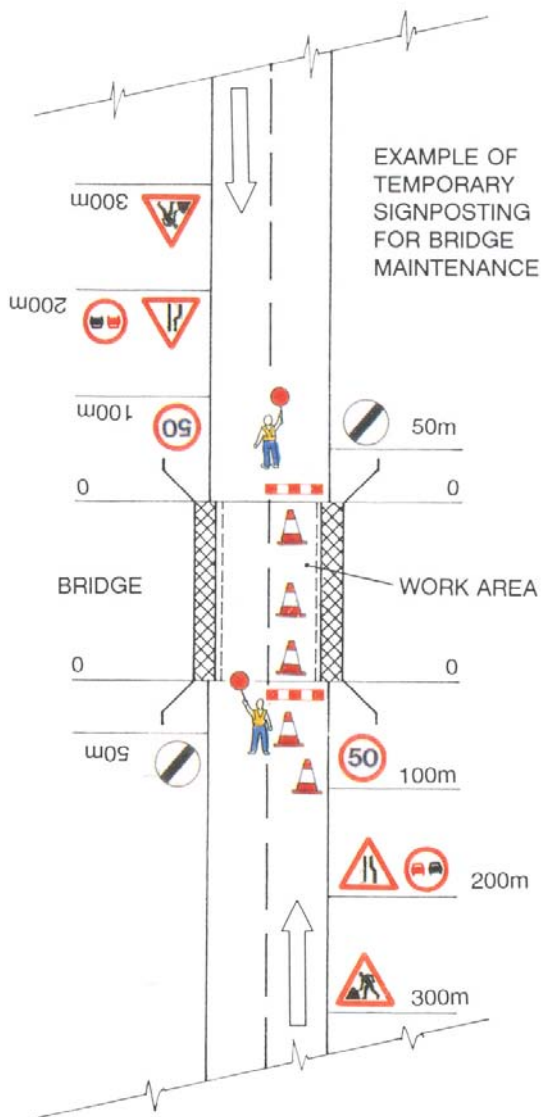 EXAMPLE OF
TEMPORARY
SIGNPOSTING
FOR BRIDGE
MAINTENANCE
300m
200m
100m
50
50m
0
0
BRIDGE
WORK AREA
0
0
50m
50
100m
200m
300m